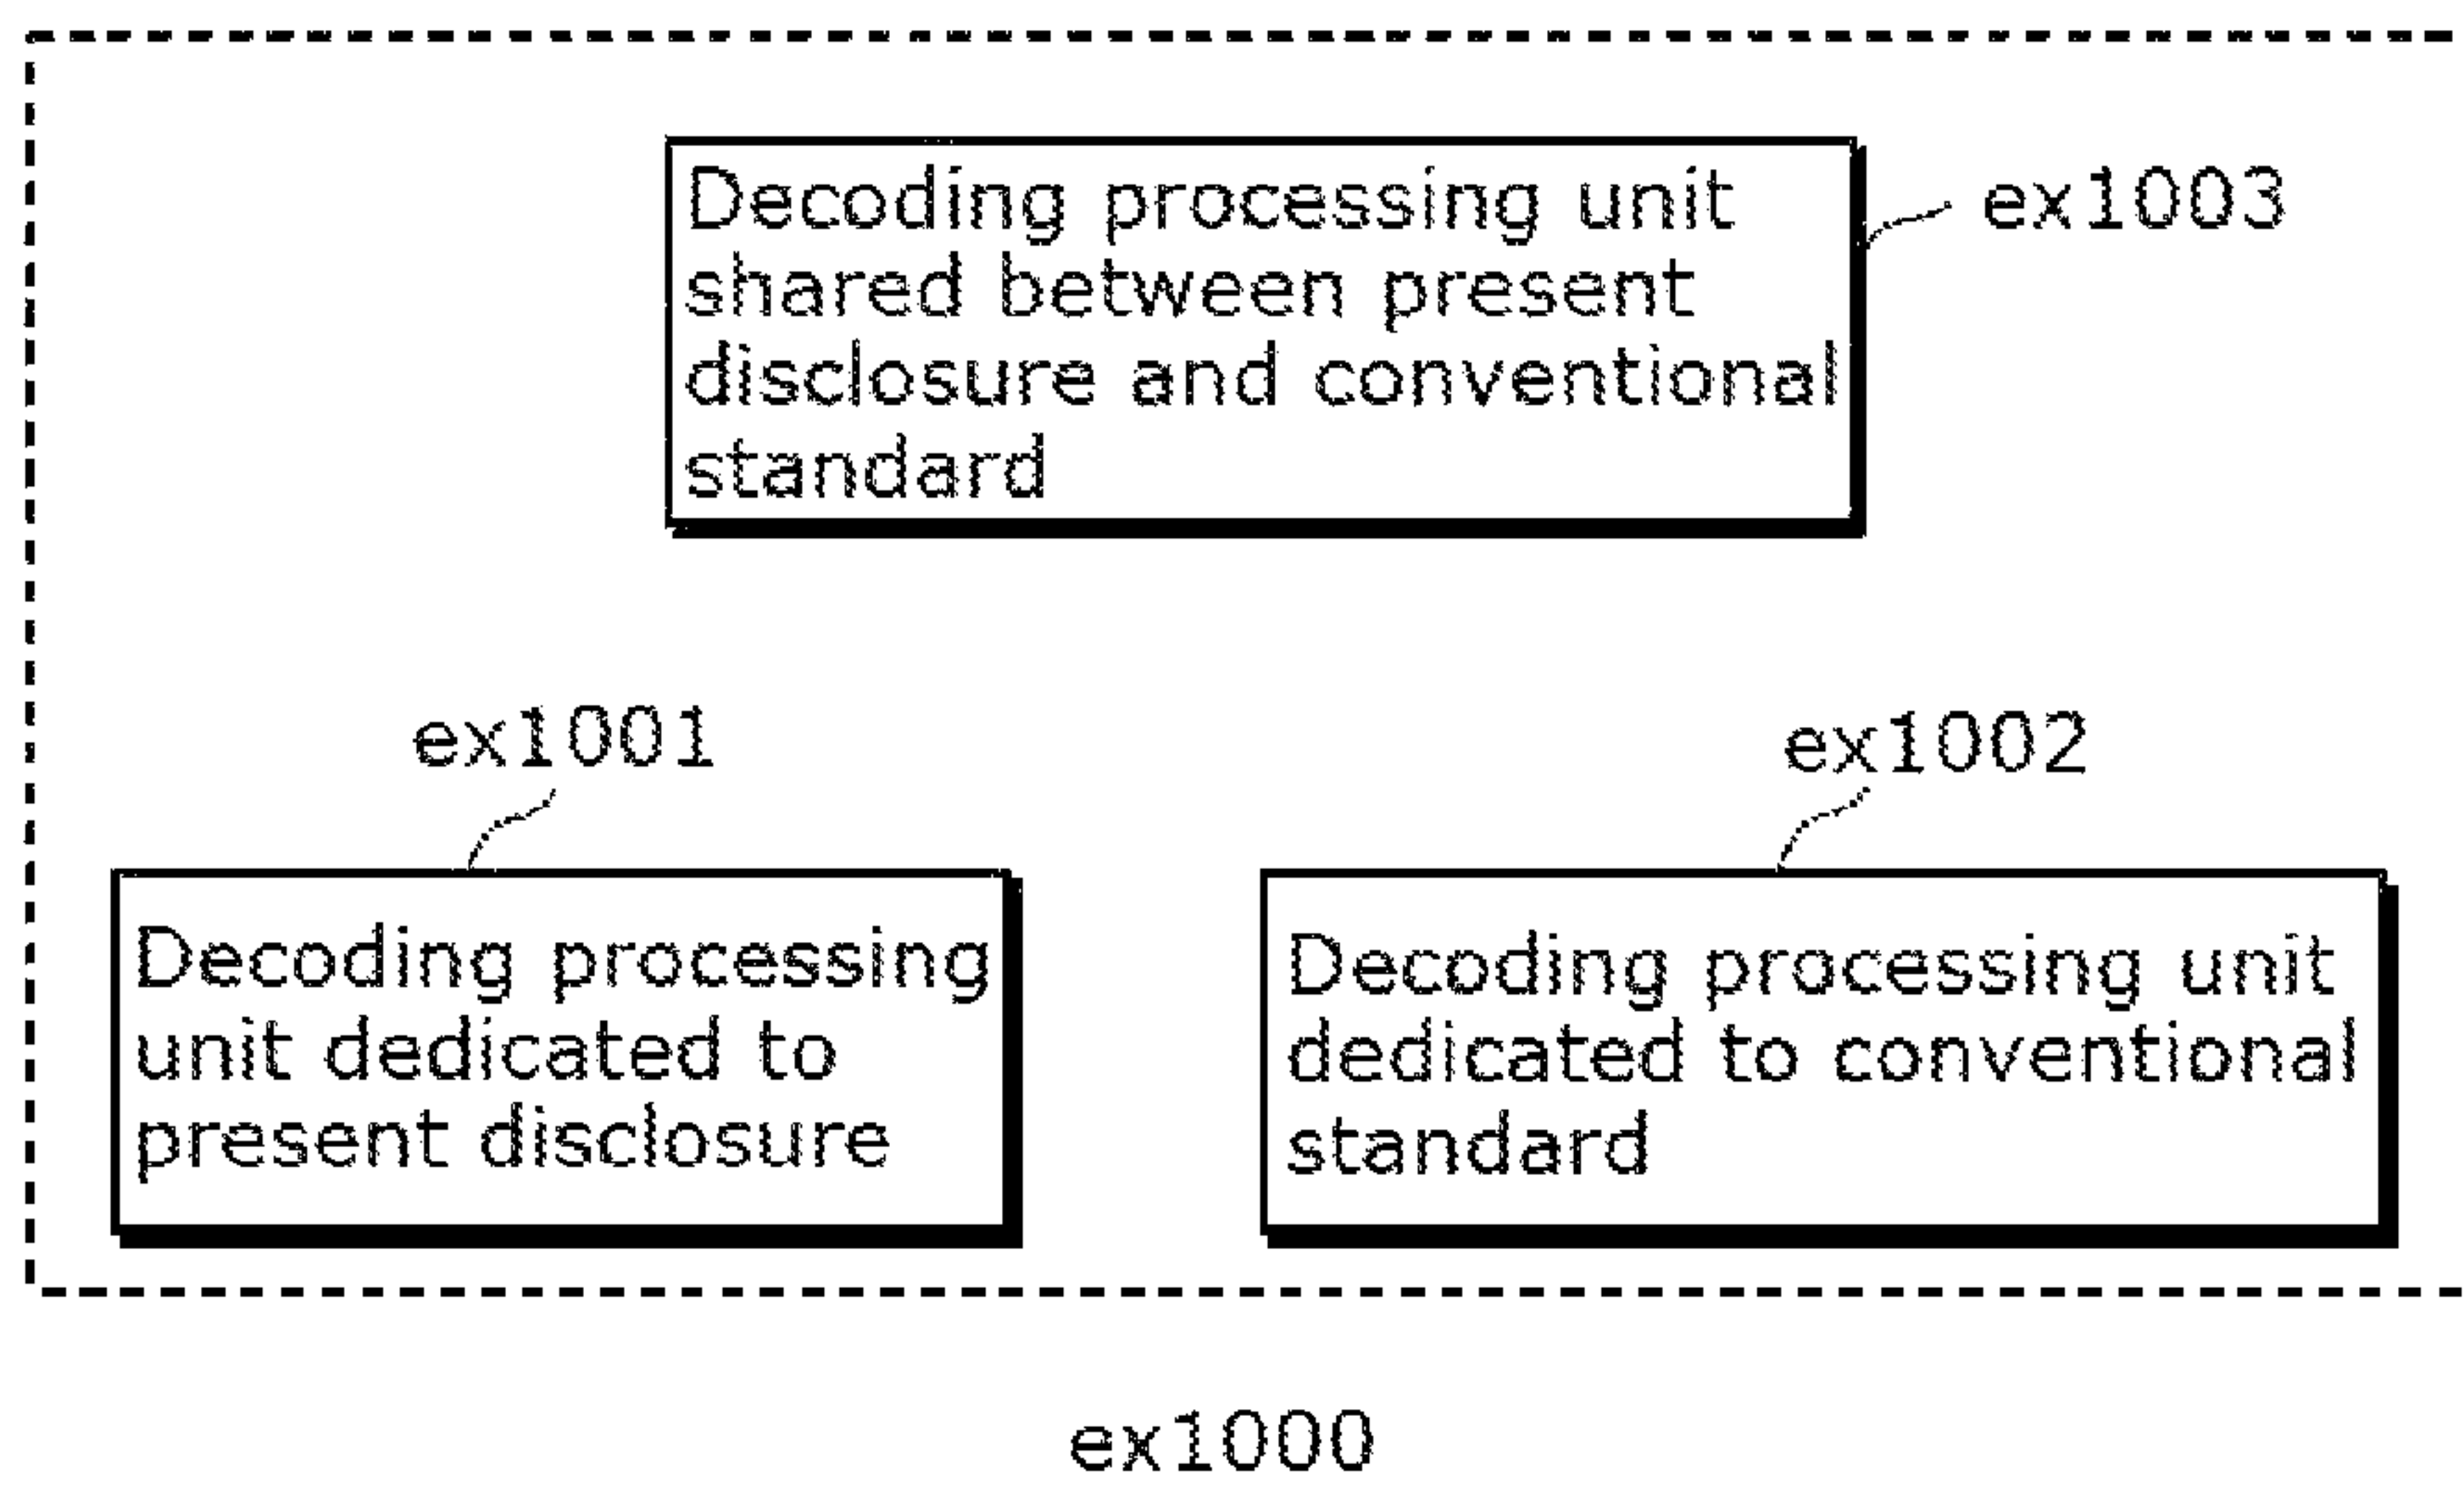 Decoding processing unit
shared between present
disclosure and conventional
standard
ex1003
ex1001
Decoding processing
unit dedicated to
present disclosure
ex1002
Decoding processing unit
dedicated to conventional
standard
ex1000